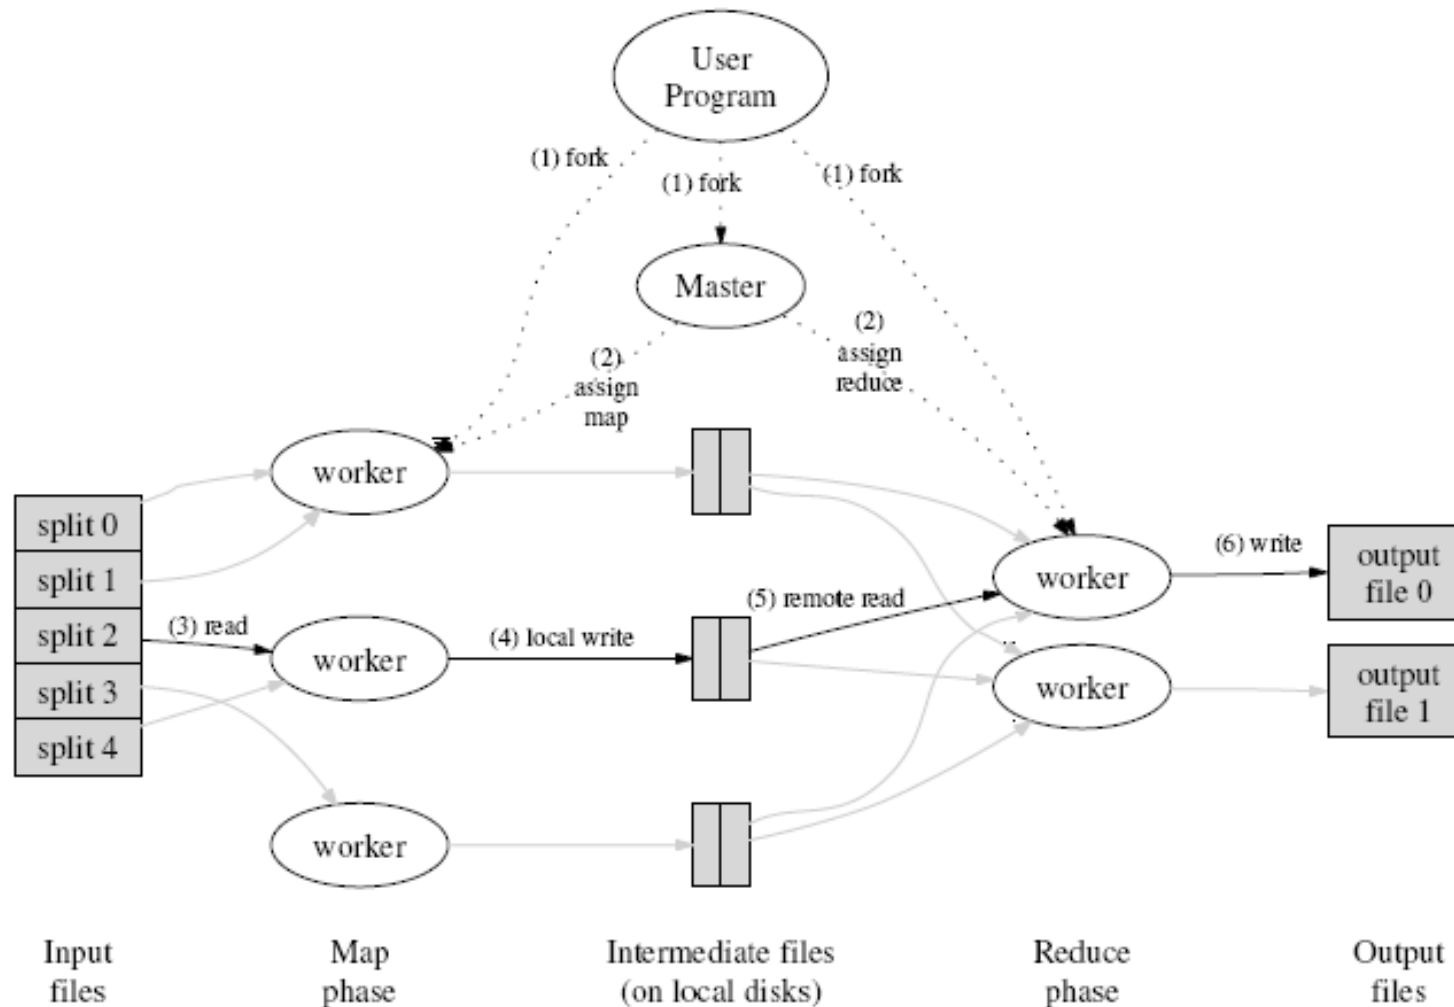 User
Program
(1) fork
(1) fork
(1) fork
Master
(2)
assign
map
(2)
assign
reduce
split 0
split 1
split 2
split 3
split 4
(3) read
worker
worker
worker
(4) local write
(5) remote read
worker
worker
(6) write
output
file 0
output
file 1
Input
files
Map
phase
Intermediate files
(on local disks)
Reduce
phase
Output
files